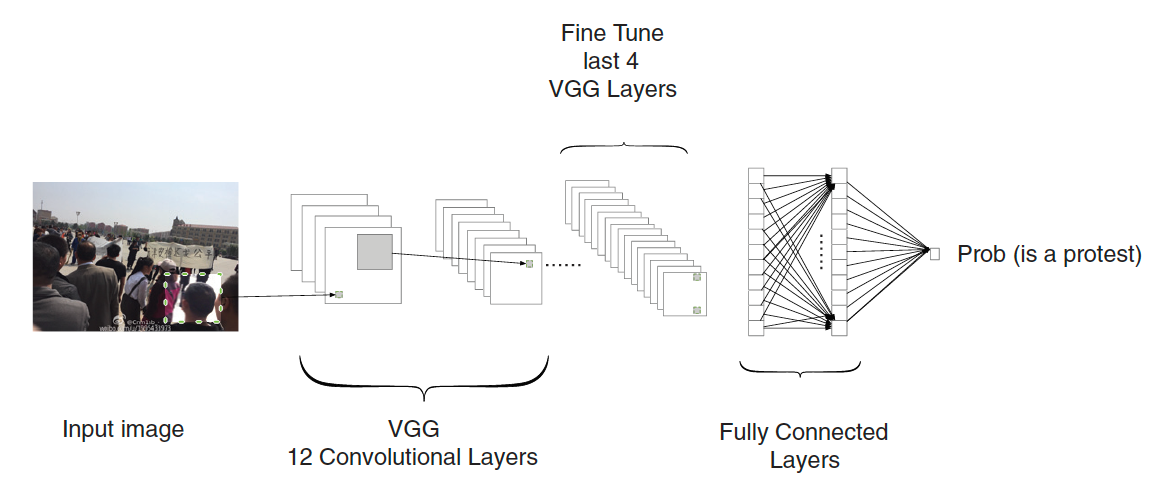 Fine Tune
last 4
VGG Layers
Prob (is a protest)
Input image
VGG
12 Convolutional Layers
Fully Connected
Layers